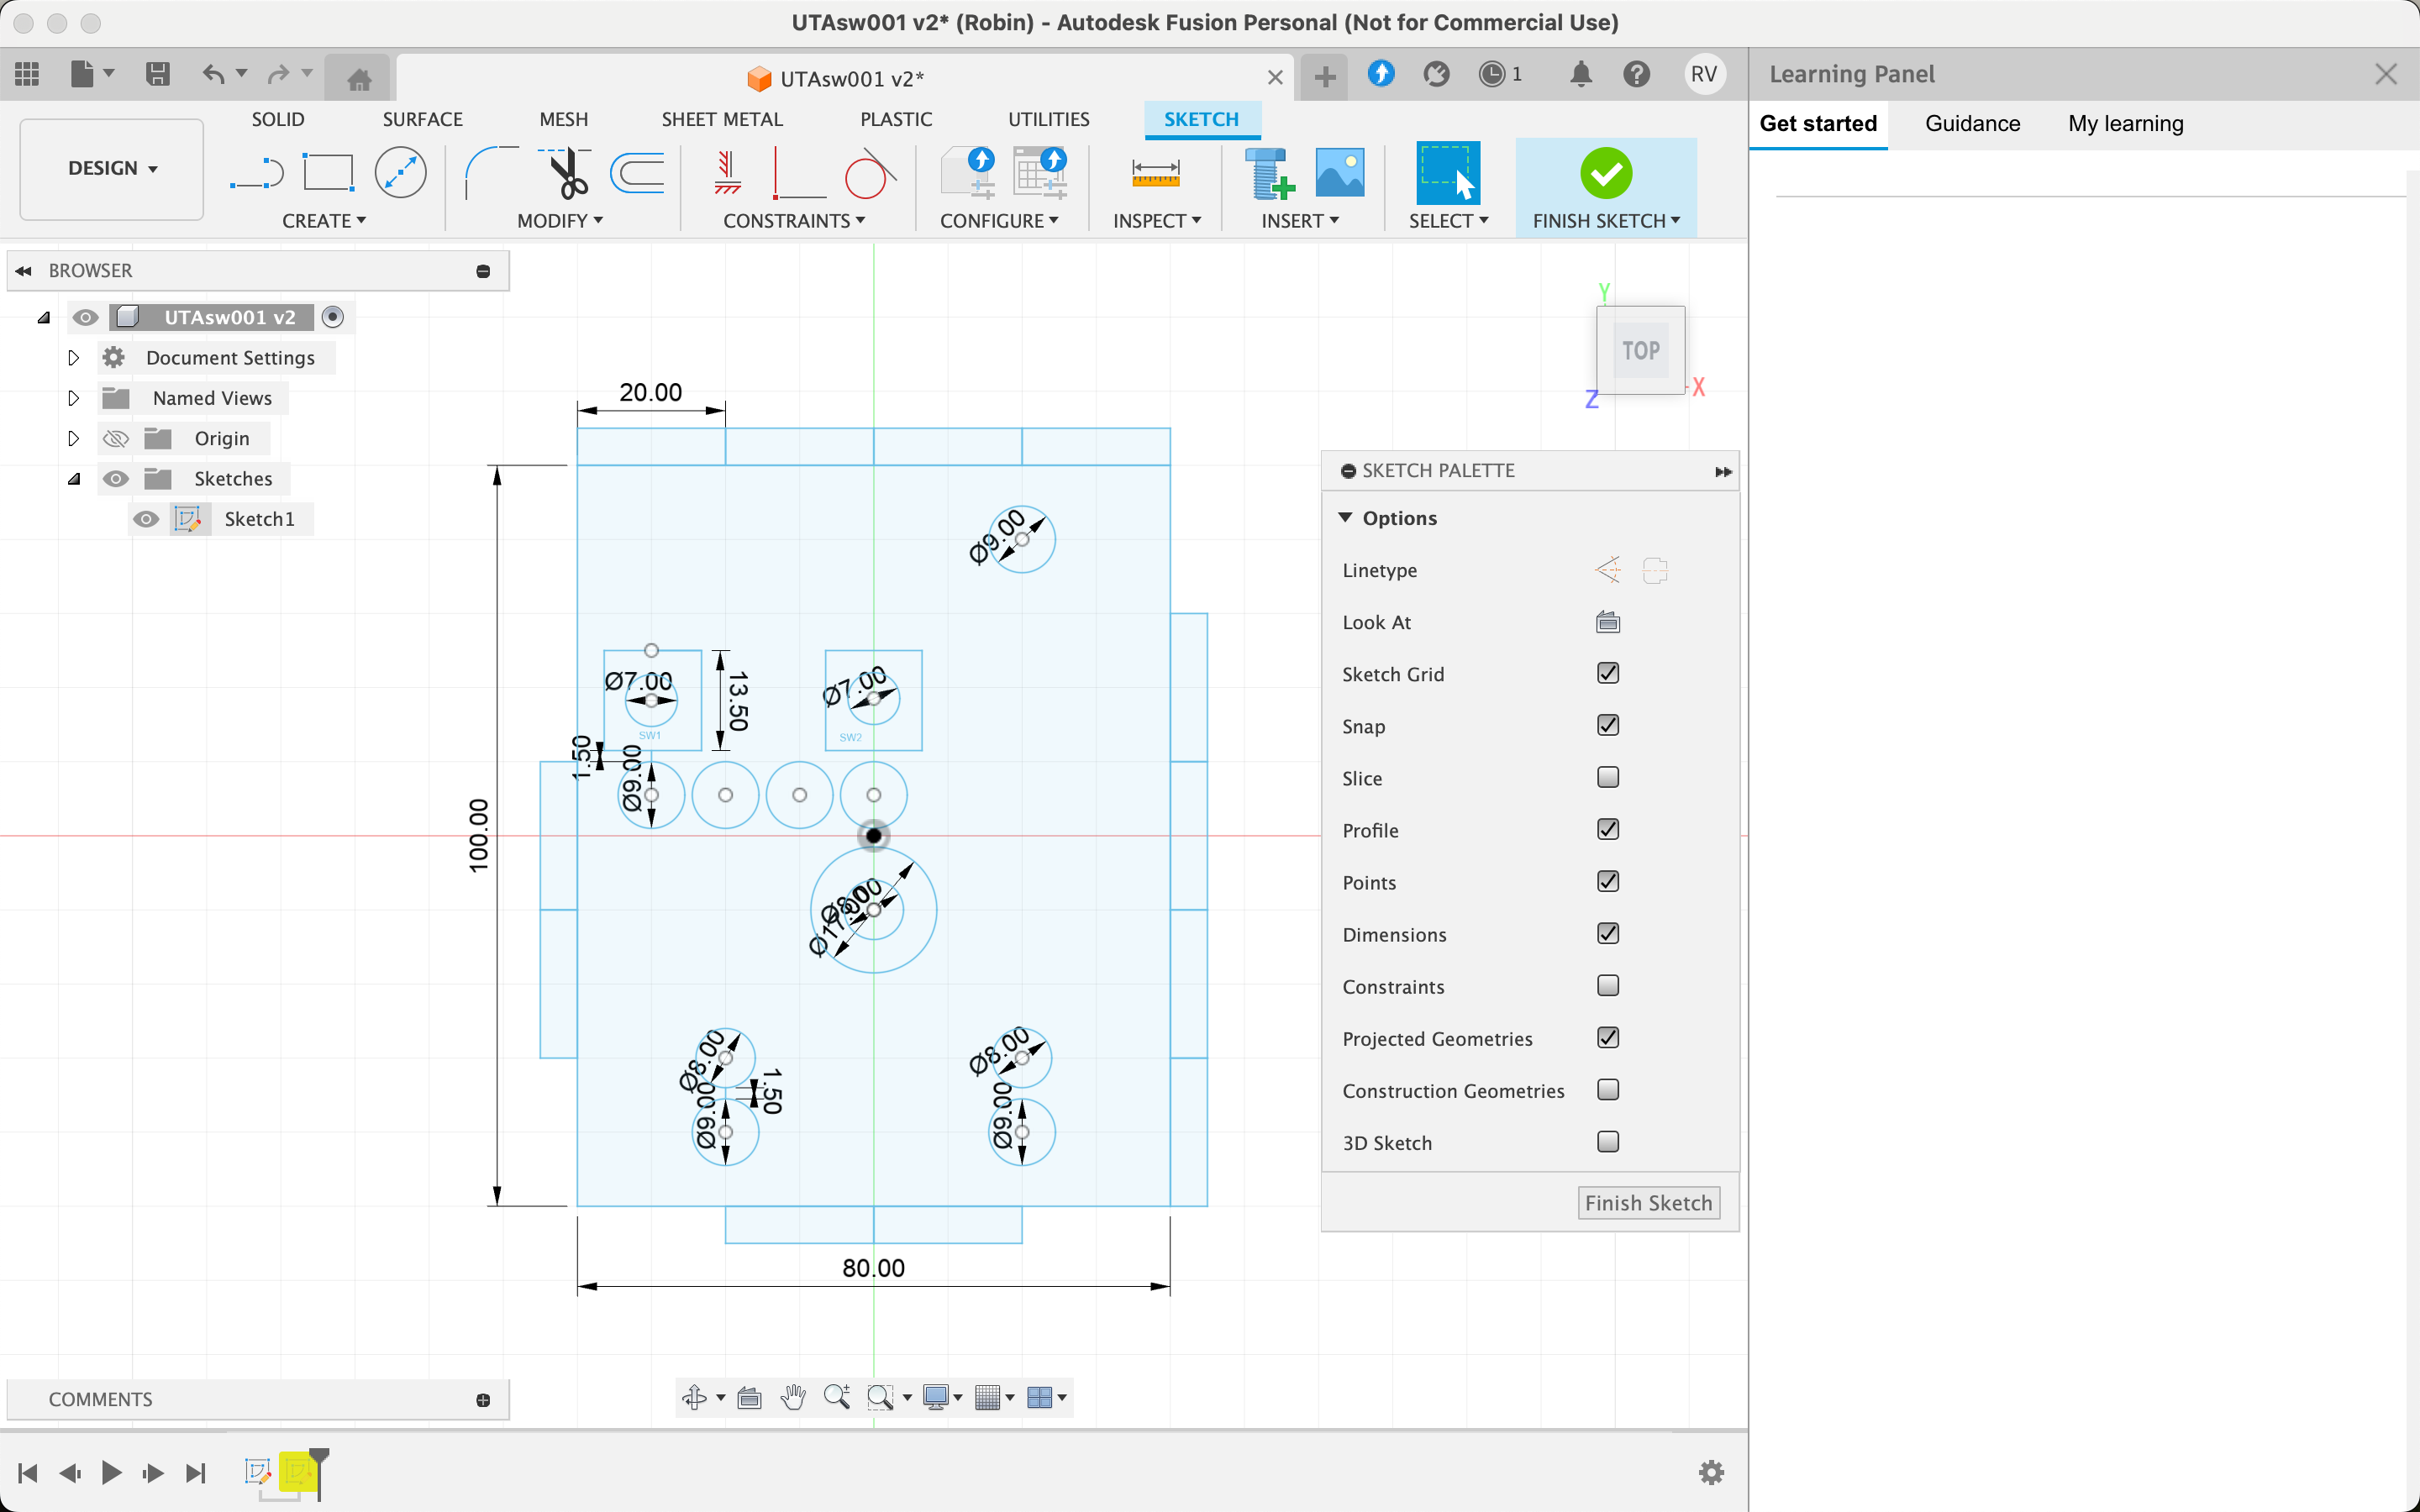 UTAsw001 v2* (Robin) - Autodesk Fusion Personal (Not for Commercial Use)
UTAsw001 v2*
1
RV
Learning Panel
Get started
Guidance
My learning
DESIGN
SOLID
SURFACE
MESH
SHEET METAL
PLASTIC
UTILITIES
SKETCH
CREATE
MODIFY
CONSTRAINTS
CONFIGURE
INSPECT
INSERT
SELECT
FINISH SKETCH
BROWSER
UTAsw001 v2
Document Settings
Named Views
Origin
Sketches
Sketch1
Y
TOP
X
Z
20.00
Ø9.00
Ø7.00
13.50
Ø7.00
SW1
SW2
1.50
Ø9.00
100.00
Ø8.00
Ø17.00
Ø8.00
1.50
Ø9.00
Ø8.00
Ø9.00
80.00
SKETCH PALETTE
Options
Linetype
Look At
Sketch Grid
Snap
Slice
Profile
Points
Dimensions
Constraints
Projected Geometries
Construction Geometries
3D Sketch
Finish Sketch
COMMENTS